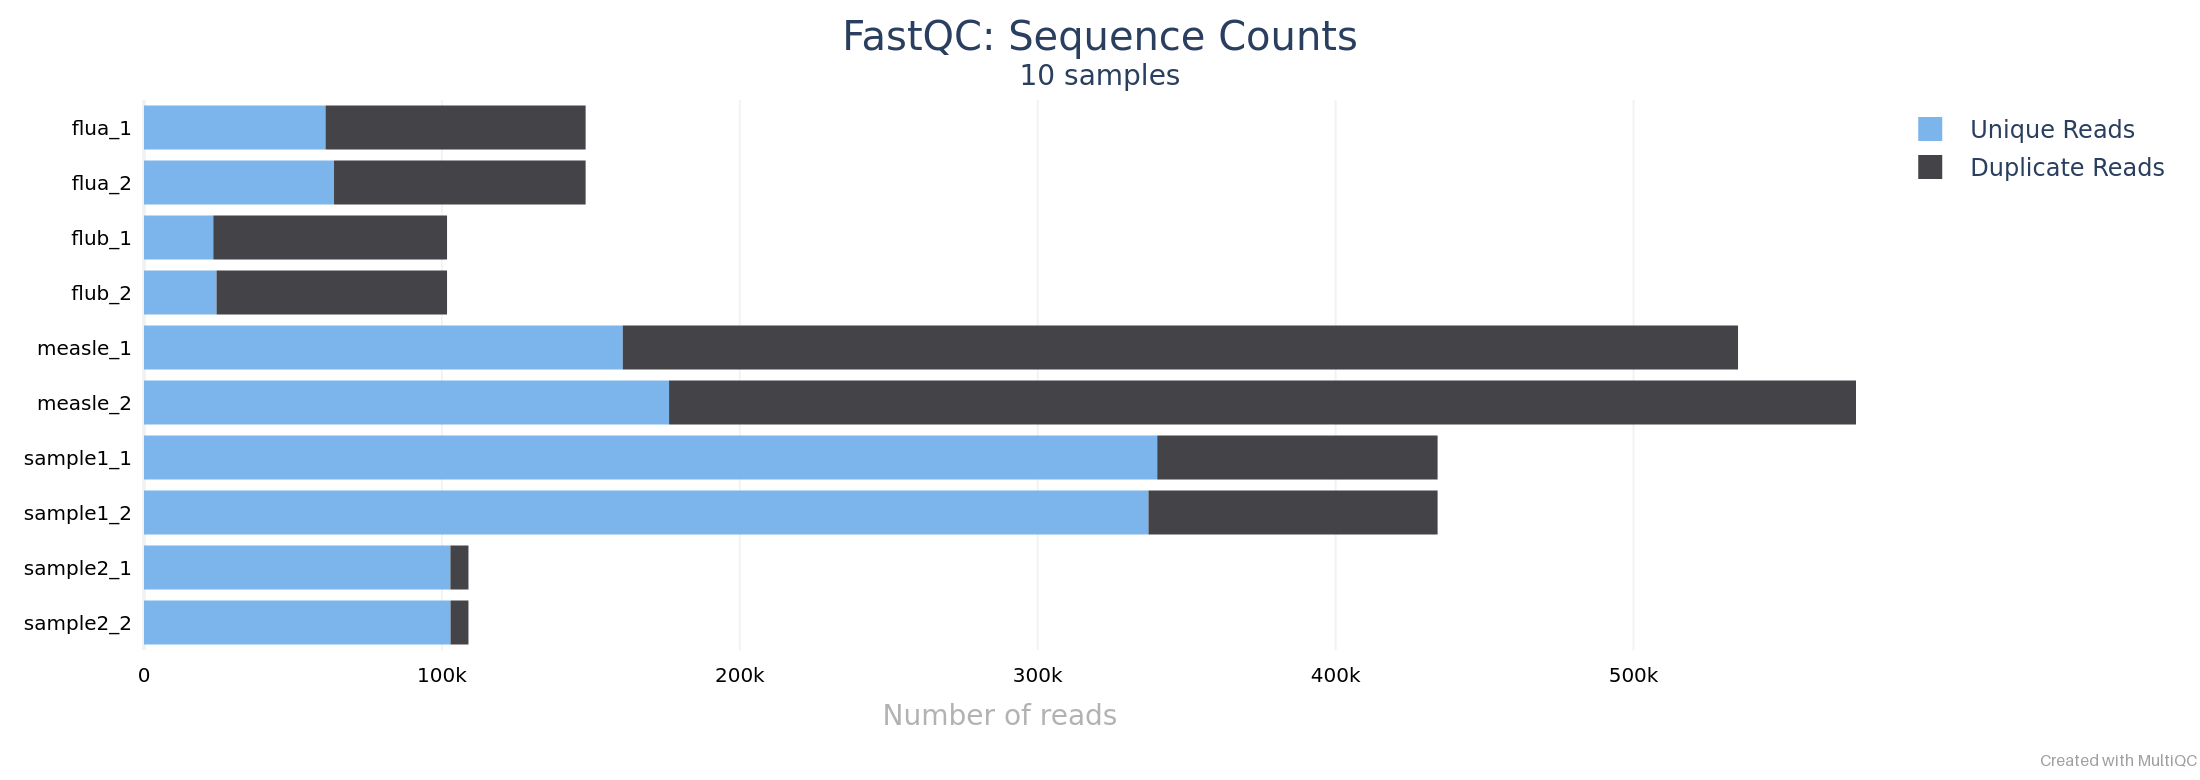 FastQC: Sequence Counts
10 samples
flua_1
flua_2
flub_1
flub_2
measle_1
measle_2
sample1_1
sample1_2
sample2_1
sample2_2
Unique Reads
Duplicate Reads
0 100k 200k 300k 400k 500k
Number of reads
Created with MultiQC